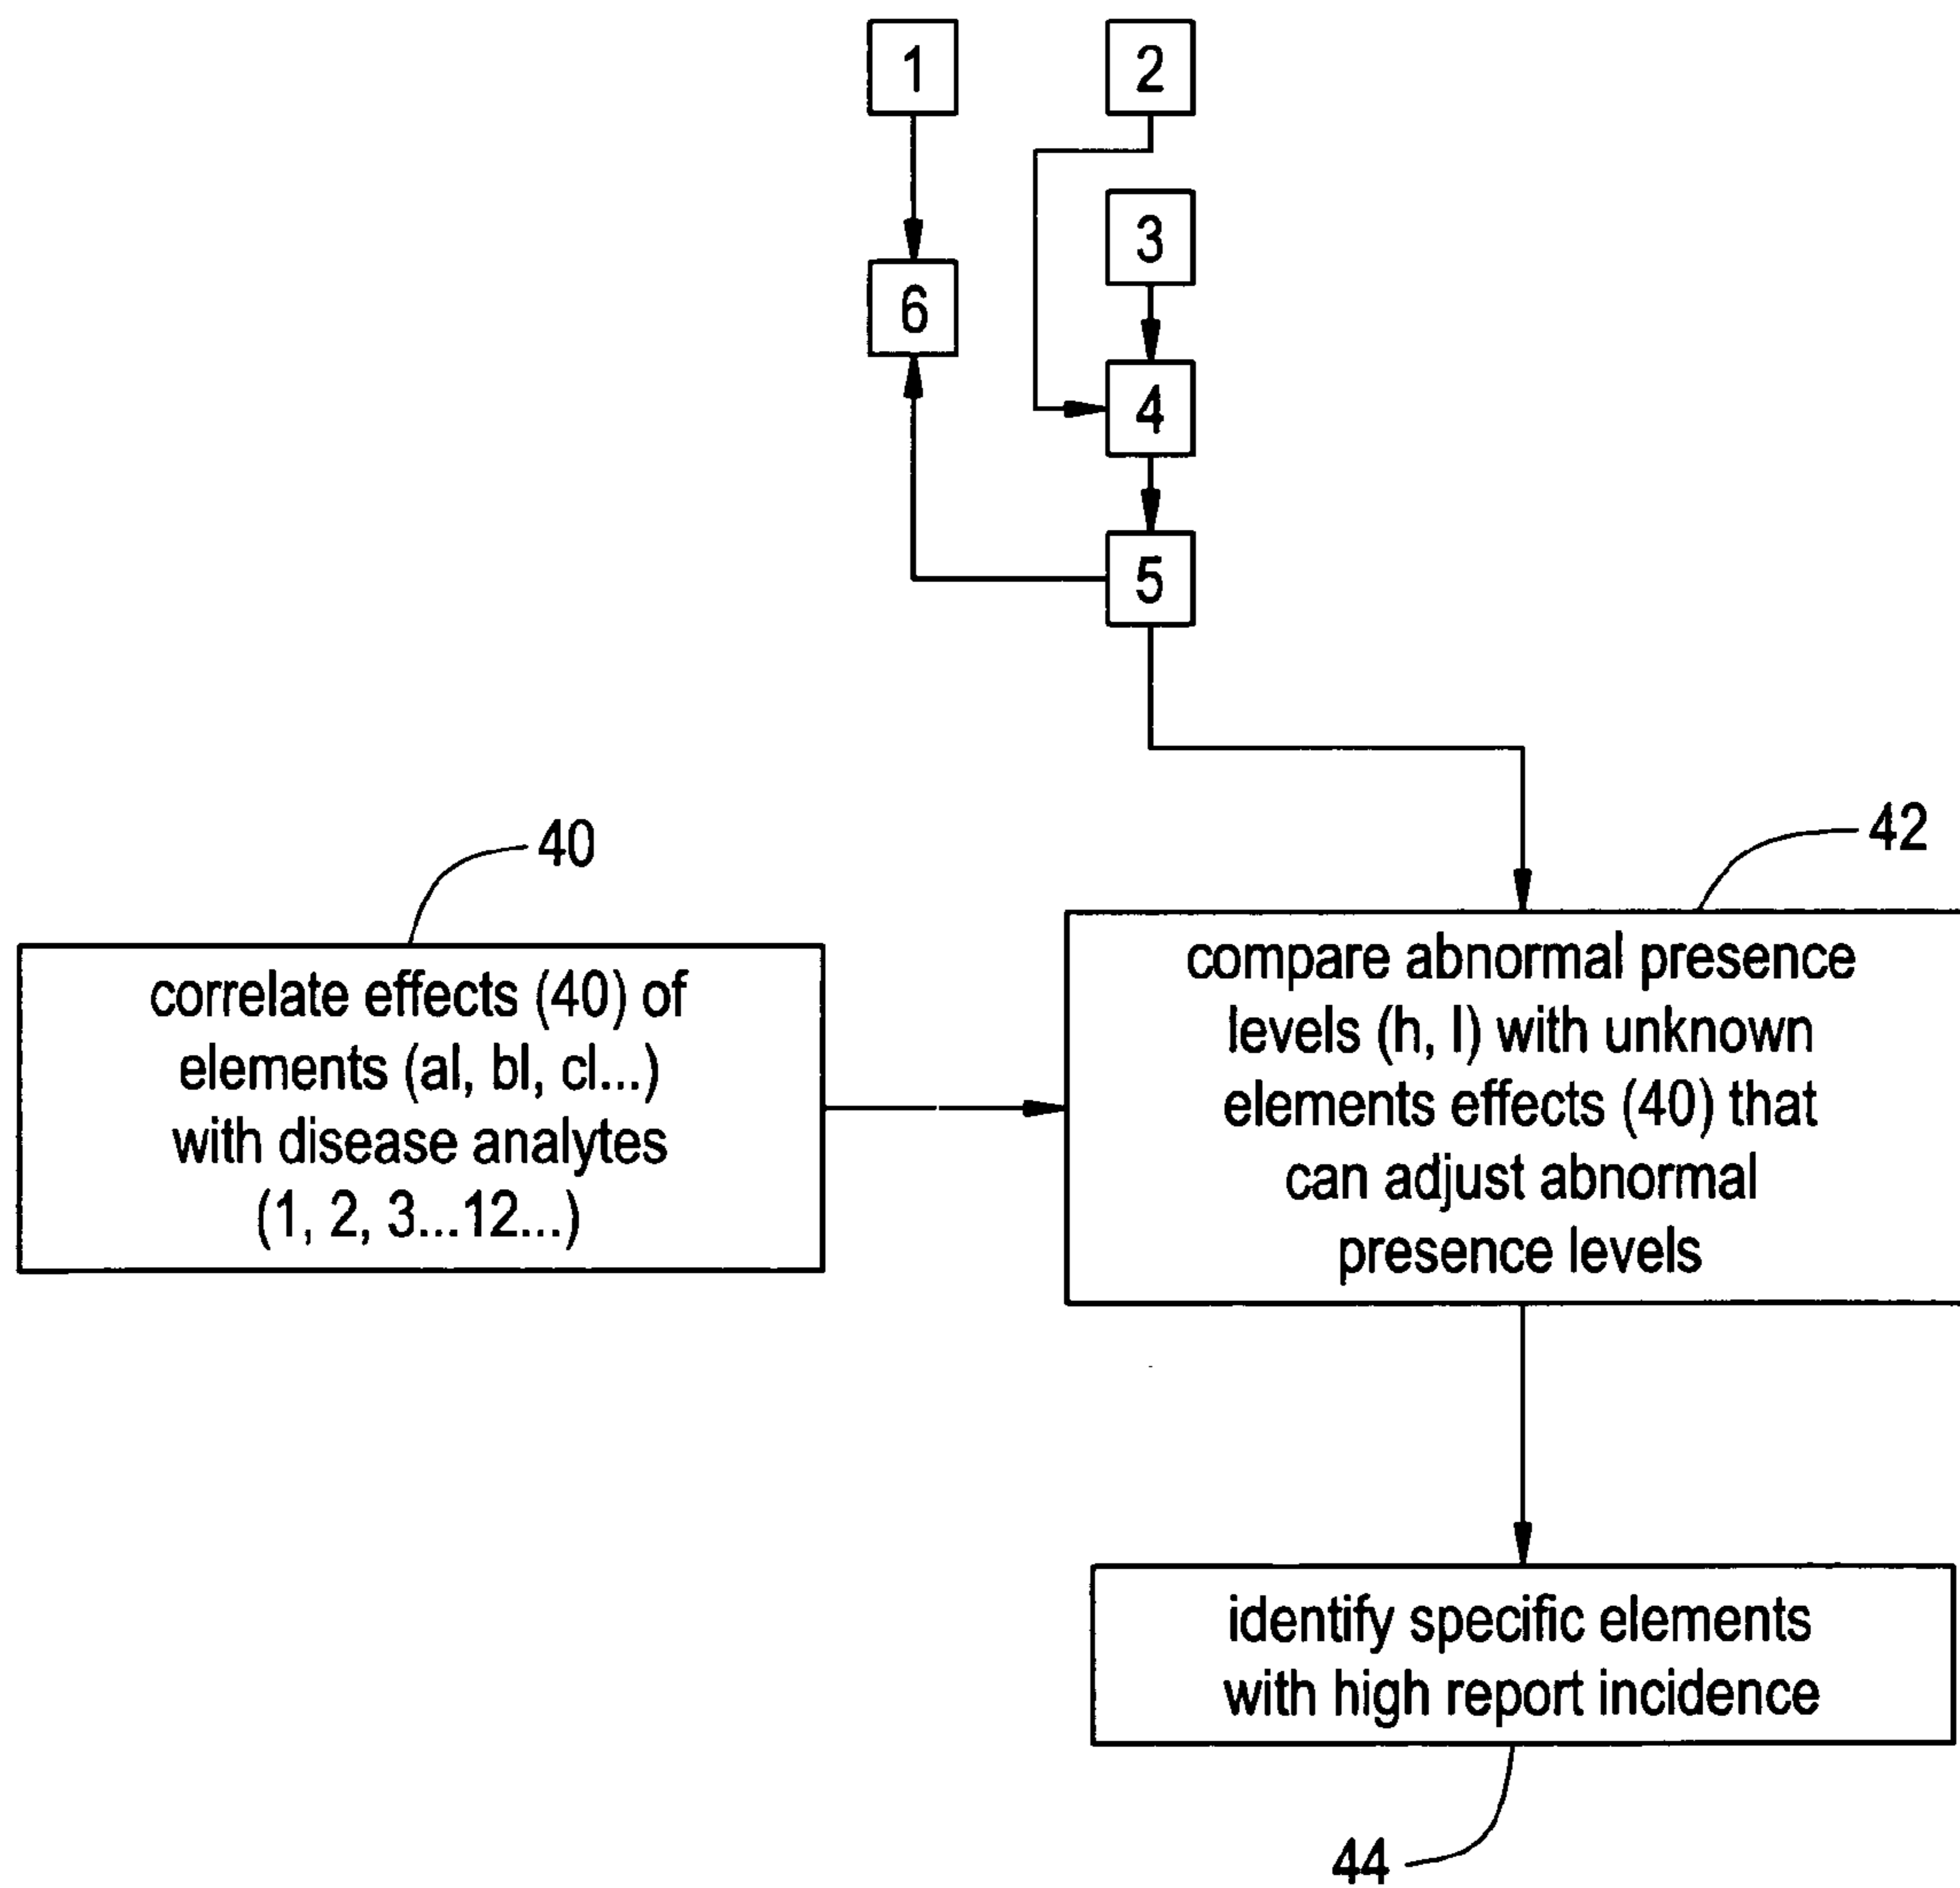 1
2
3
6
4
5
40
42
correlate effects (40) of
elements (al, bl, cl...)
with disease analytes
(1, 2, 3...12...)
compare abnormal presence
levels (h, l) with unknown
elements effects (40) that
can adjust abnormal
presence levels
identify specific elements
with high report incidence
44